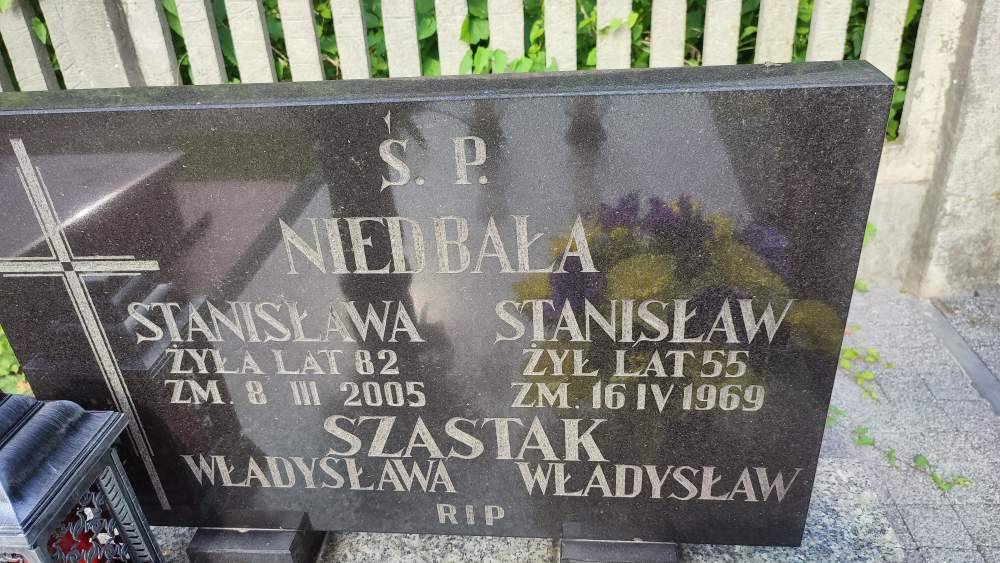 Ś. P.
NIEDBAŁA
STANISŁAWA STANISŁAW
ŻYŁA LAT 82 ŻYŁ LAT 55
ZM. 8 III 2005 ZM. 16 IV 1969
SZASTAK
WŁADYSŁAWA WŁADYSŁAW
RIP